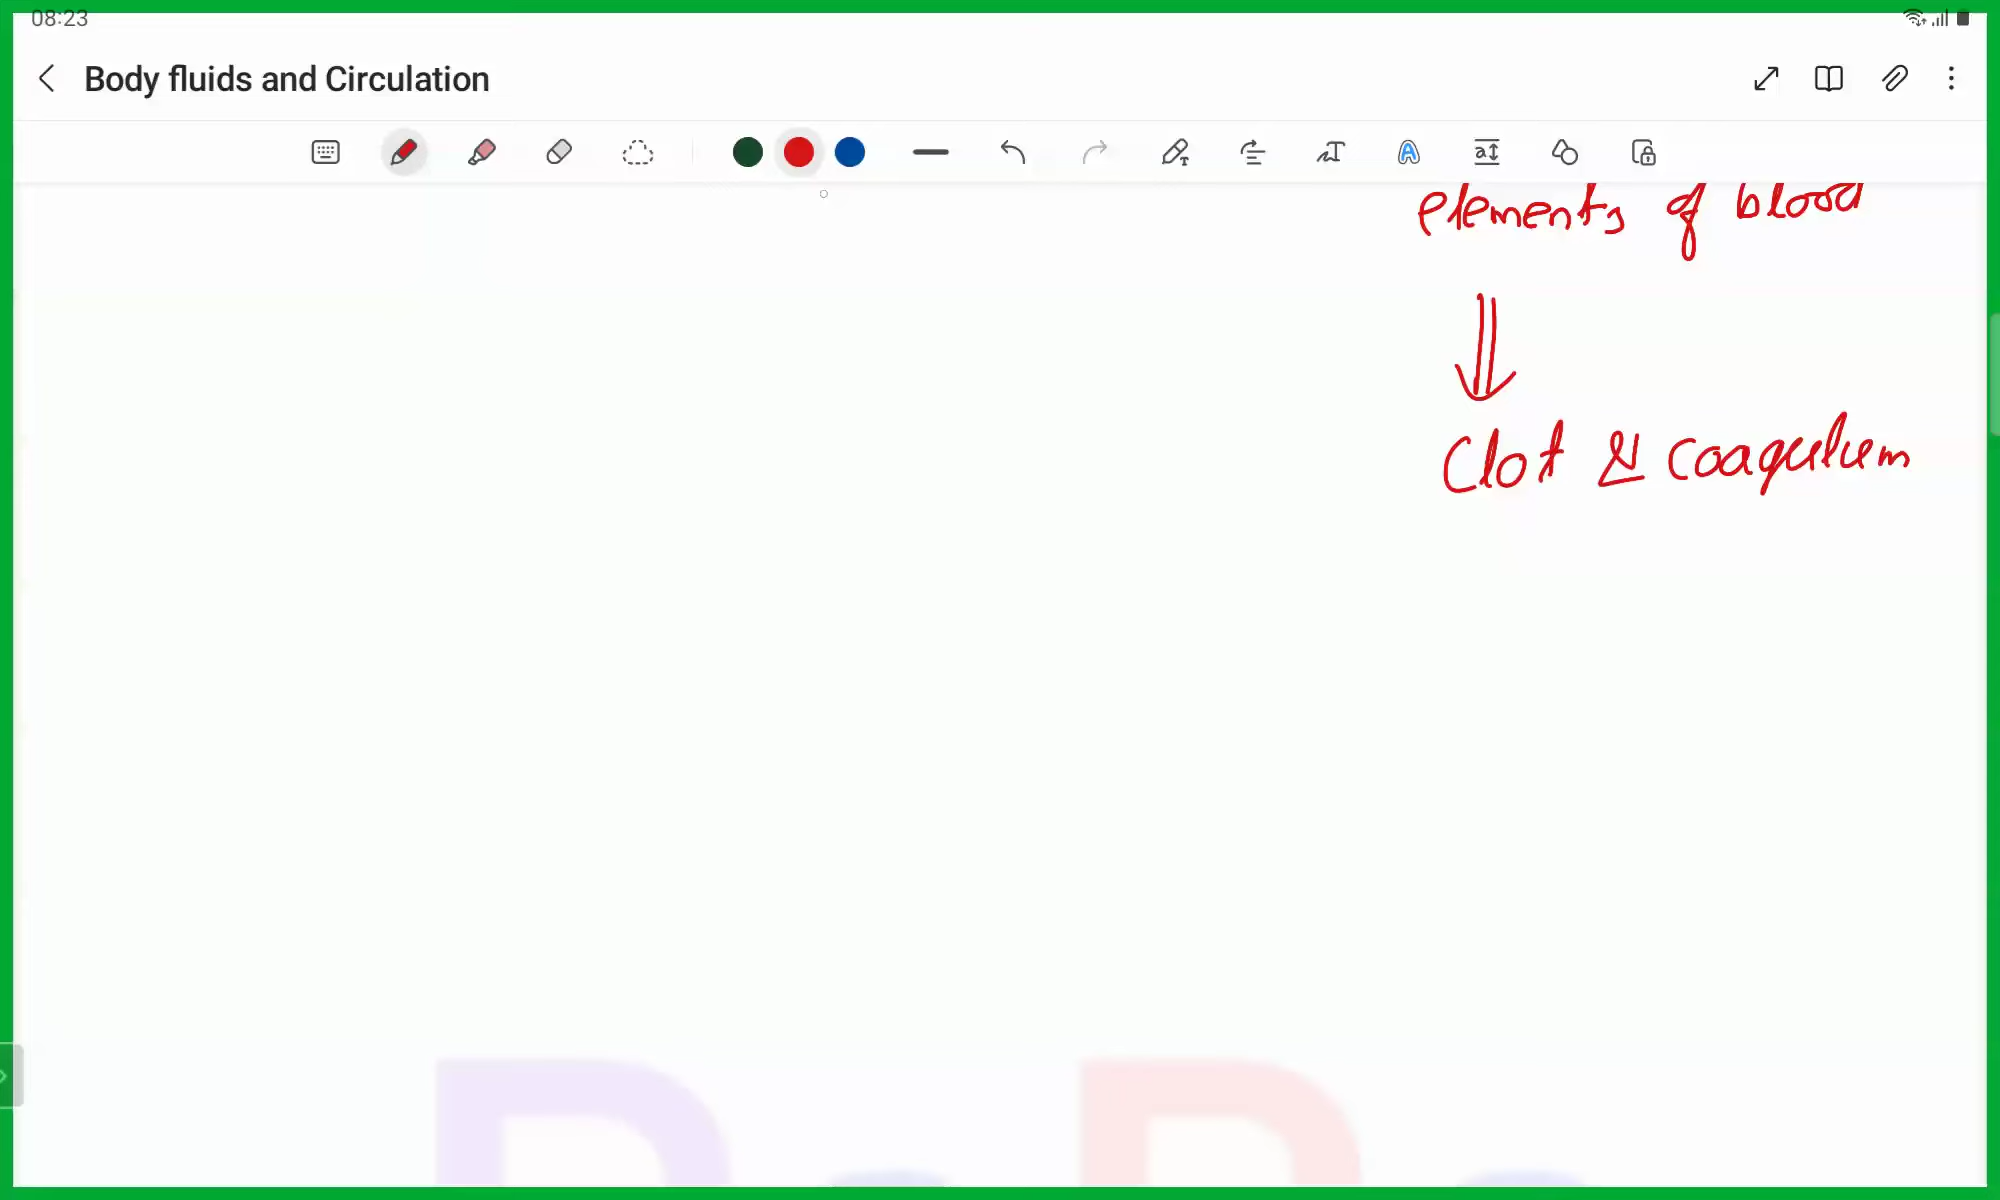 08:23
Body fluids and Circulation
elements of blood
Clot & coagulum